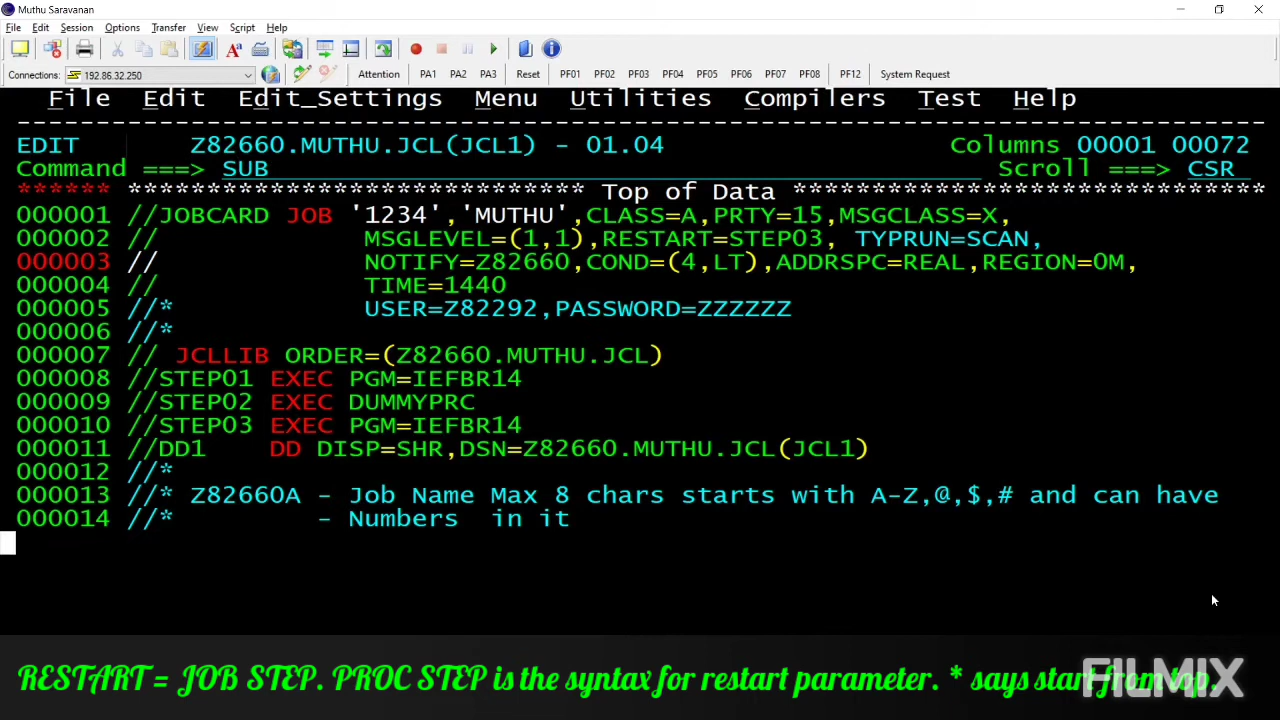 Muthu Saravanan
File Edit Session Options Transfer View Script Help
Connections: 192.86.32.250 Attention PA1 PA2 PA3 Reset PF01 PF02 PF03 PF04 PF05 PF06 PF07 PF08 PF12 System Request
File Edit Edit_Settings Menu Utilities Compilers Test Help
-------------------------------------------------------------------------------
EDIT Z82660.MUTHU.JCL(JCL1) - 01.04 Columns 00001 00072
Command ===> SUB Scroll ===> CSR
****** ***************************** Top of Data ******************************
000001 //JOBCARD JOB '1234','MUTHU',CLASS=A,PRTY=15,MSGCLASS=X,
000002 // MSGLEVEL=(1,1),RESTART=STEP03, TYPRUN=SCAN,
000003 // NOTIFY=Z82660,COND=(4,LT),ADDRSPC=REAL,REGION=0M,
000004 // TIME=1440
000005 //* USER=Z82292,PASSWORD=ZZZZZZ
000006 //*
000007 // JCLLIB ORDER=(Z82660.MUTHU.JCL)
000008 //STEP01 EXEC PGM=IEFBR14
000009 //STEP02 EXEC DUMMYPRC
000010 //STEP03 EXEC PGM=IEFBR14
000011 //DD1 DD DISP=SHR,DSN=Z82660.MUTHU.JCL(JCL1)
000012 //*
000013 //* Z82660A - Job Name Max 8 chars starts with A-Z,@,$,# and can have
000014 //* - Numbers in it
RESTART = JOB STEP. PROC STEP is the syntax for restart parameter. * says start from top.
FILMIX